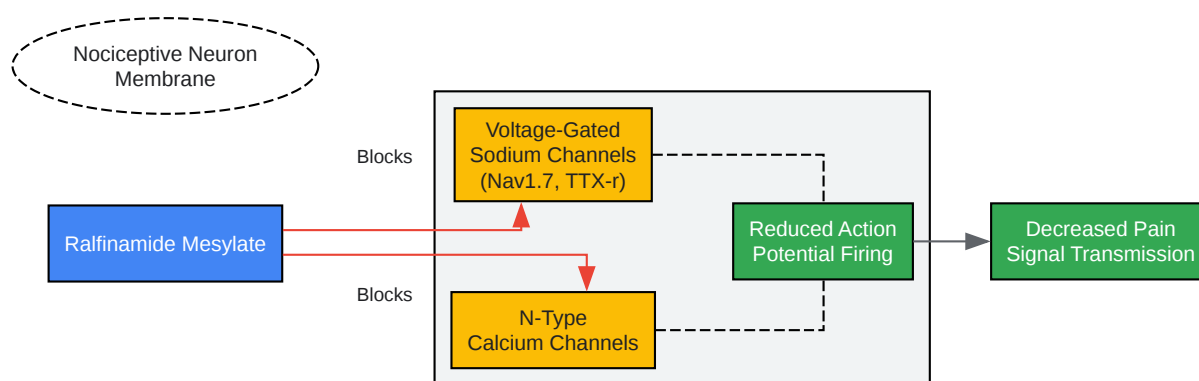 Nociceptive Neuron
Membrane
Blocks
Voltage-Gated
Sodium Channels
(Nav1.7, TTX-r)
Ralfinamide Mesylate
Reduced Action
Potential Firing
Decreased Pain
Signal Transmission
Blocks
N-Type
Calcium Channels